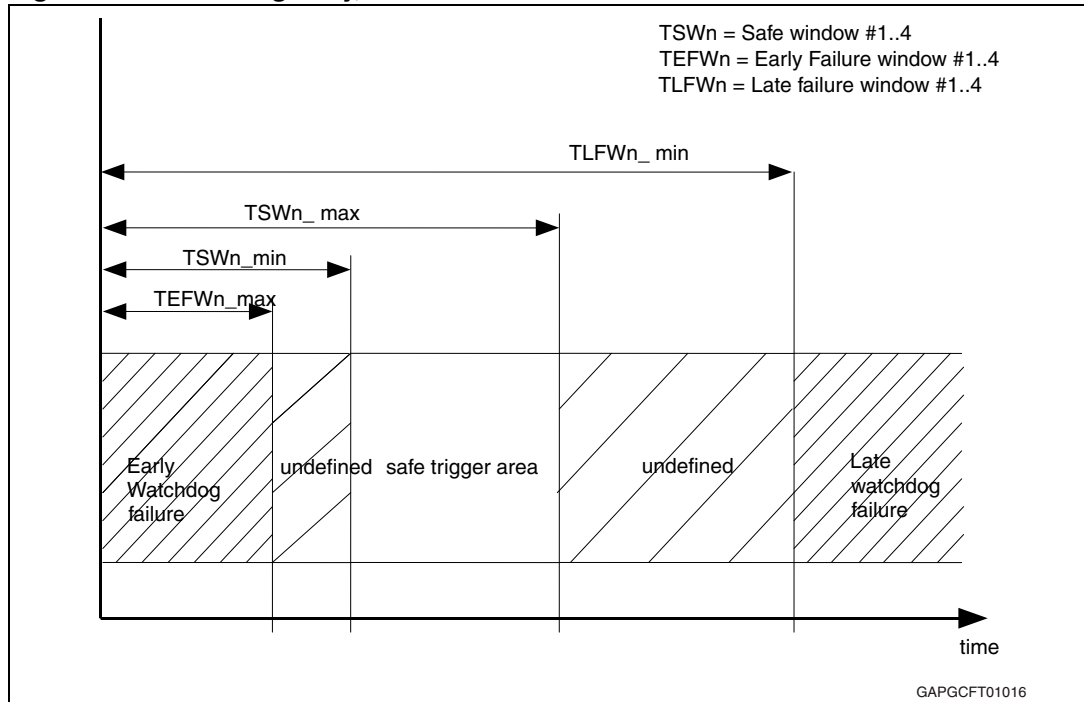 TSWn = Safe window #1..4
TEFWn = Early Failure window #1..4
TLFWn = Late failure window #1..4
TLFWn_ min
TSWn_ max
TSWn_min
TEFWn_max
Early
Watchdog
failure
undefined
safe trigger area
undefined
Late
watchdog
failure
time
GAPGCFT01016